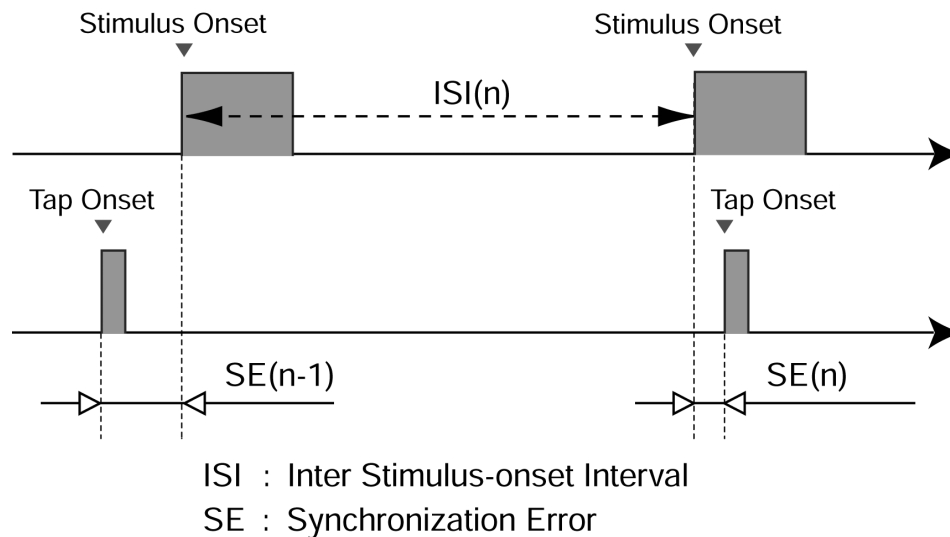 Stimulus Onset
Stimulus Onset
ISI(n)
Tap Onset
Tap Onset
SE(n-1)
SE(n)
ISI : Inter Stimulus-onset Interval
SE : Synchronization Error